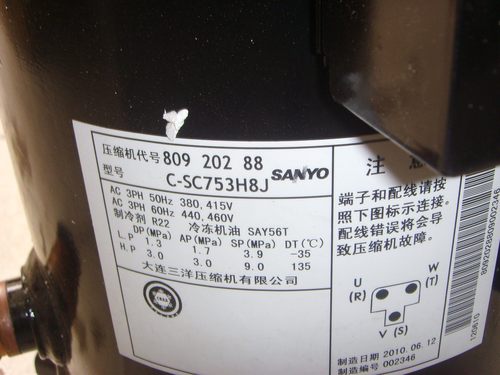 压缩机代号 809 202 88
型号 C-SC753H8J SANYO
AC 3PH 50Hz 380,415V
AC 3PH 60Hz 440,460V
制冷剂 R22 冷冻机油 SAY56T
DP(MPa) AP(MPa) SP(MPa) DT(℃)
L.p 1.3 1.7 3.9 -35
H.p 3.0 3.0 9.0 135
大连三洋压缩机有限公司
注
端子和配线请按
照下图标示连接。
配线错误将会导
致压缩机故障。
U
(R)
W
(T)
V (S)
制造日期 2010.06.12
制造编号 002346
120610